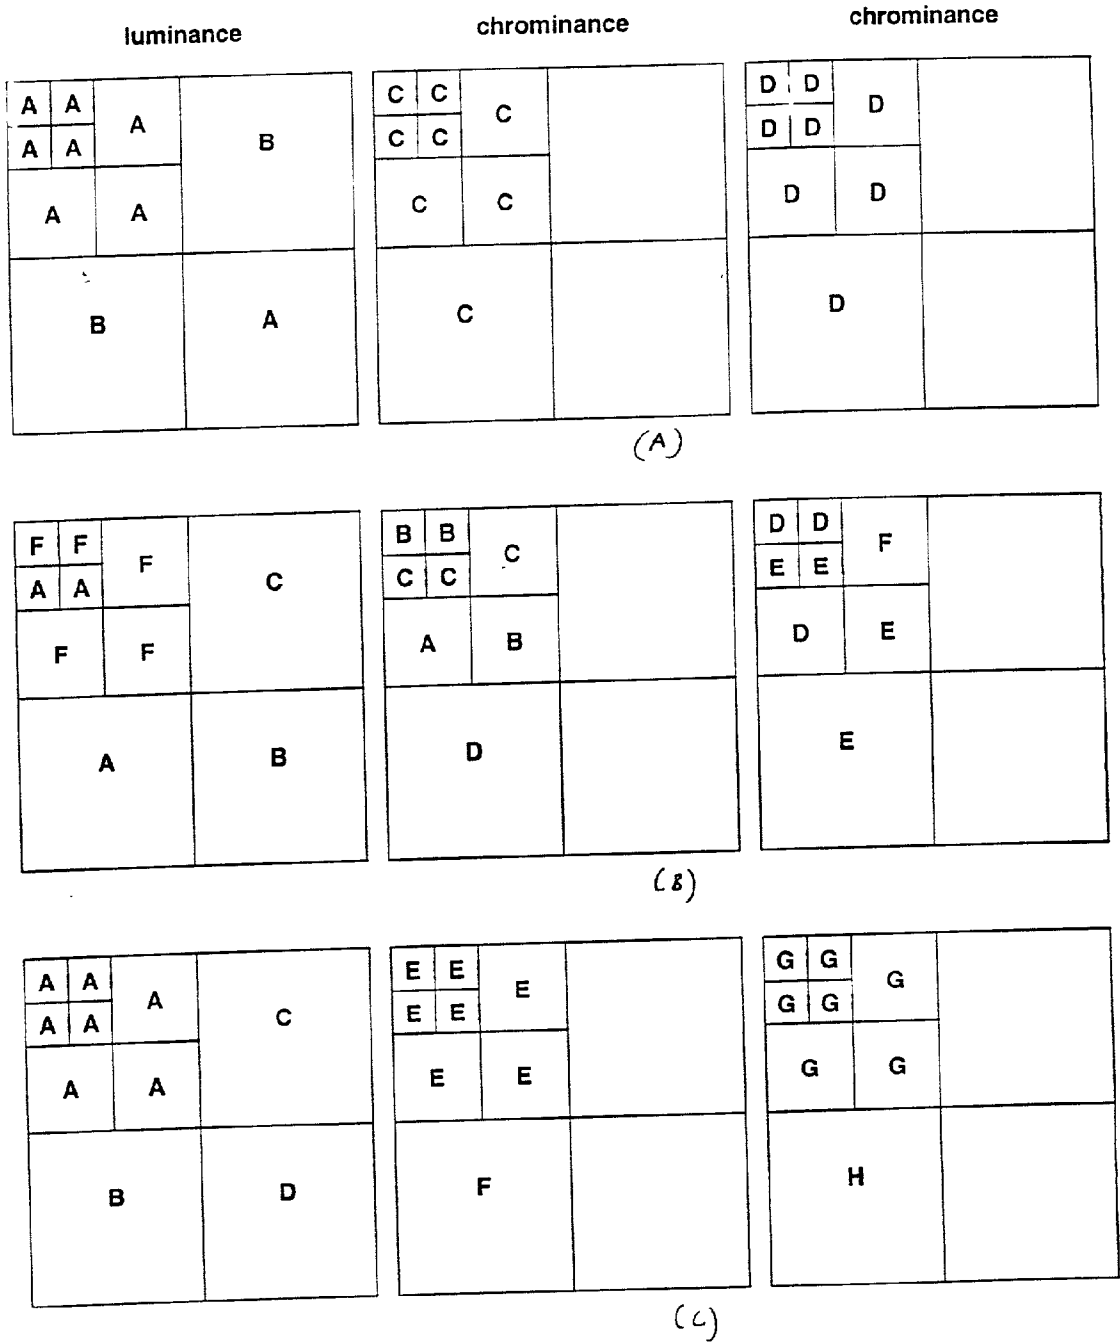 luminance chrominance chrominance
A A A B C C C D D D
A A C C D D
A A C C D D
B A C D
(A)
F F F C B B C D D F
A A C C E E
F F A B D E
A B D E
(B)
A A A C E E E G G G
A A E E G G
A A E E G G
B D F H
(C)